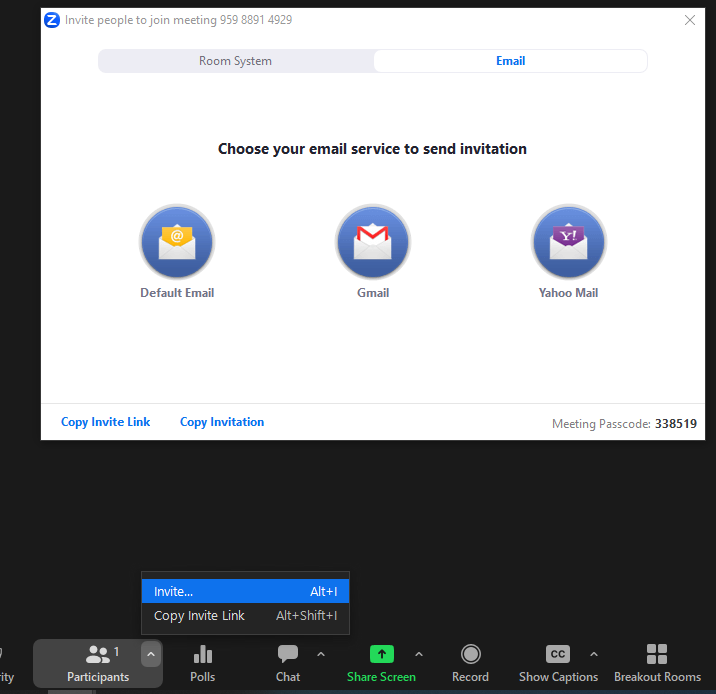 Invite people to join meeting 959 8891 4929
Room System
Email
Choose your email service to send invitation
Default Email
Gmail
Yahoo Mail
Copy Invite Link
Copy Invitation
Meeting Passcode: 338519
Invite... Alt+I
Copy Invite Link Alt+Shift+I
rity
1
Participants
Polls
Chat
Share Screen
Record
CC
Show Captions
Breakout Rooms